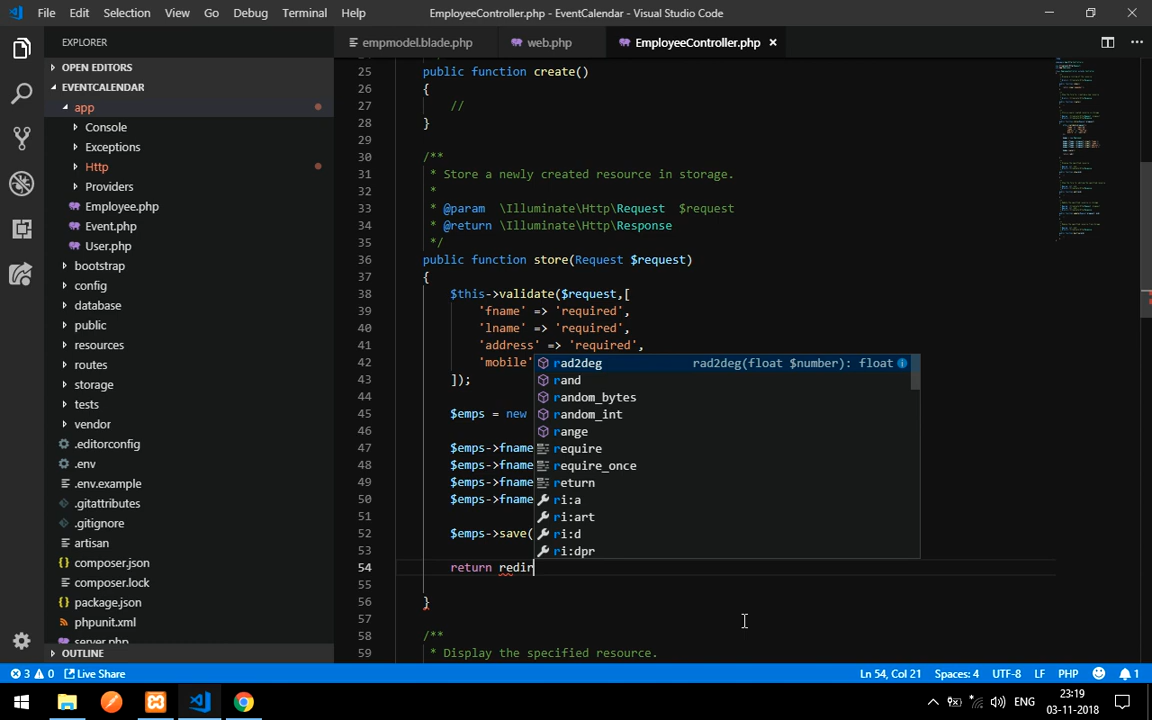 File Edit Selection View Go Debug Terminal Help
EmployeeController.php - EventCalendar - Visual Studio Code
EXPLORER
empmodel.blade.php
web.php
EmployeeController.php
OPEN EDITORS
EVENTCALENDAR
app
Console
Exceptions
Http
Providers
Employee.php
Event.php
User.php
bootstrap
config
database
public
resources
routes
storage
tests
vendor
.editorconfig
.env
.env.example
.gitattributes
.gitignore
artisan
composer.json
composer.lock
package.json
phpunit.xml
server.php
OUTLINE
25 public function create()
26 {
27 //
28 }
29
30 /**
31 * Store a newly created resource in storage.
32 *
33 * @param \Illuminate\Http\Request $request
34 * @return \Illuminate\Http\Response
35 */
36 public function store(Request $request)
37 {
38 $this->validate($request,[
39 'fname' => 'required',
40 'lname' => 'required',
41 'address' => 'required',
42 'mobile'
43 ]);
44
45 $emps = new
46
47 $emps->fname
48 $emps->fname
49 $emps->fname
50 $emps->fname
51
52 $emps->save(
53
54 return redir
55
56 }
57
58 /**
59 * Display the specified resource.
rad2deg rad2deg(float $number): float
rand
random_bytes
random_int
range
require
require_once
return
ri:a
ri:art
ri:d
ri:dpr
3 0 Live Share
Ln 54, Col 21 Spaces: 4 UTF-8 LF PHP 1
ENG
23:19
03-11-2018